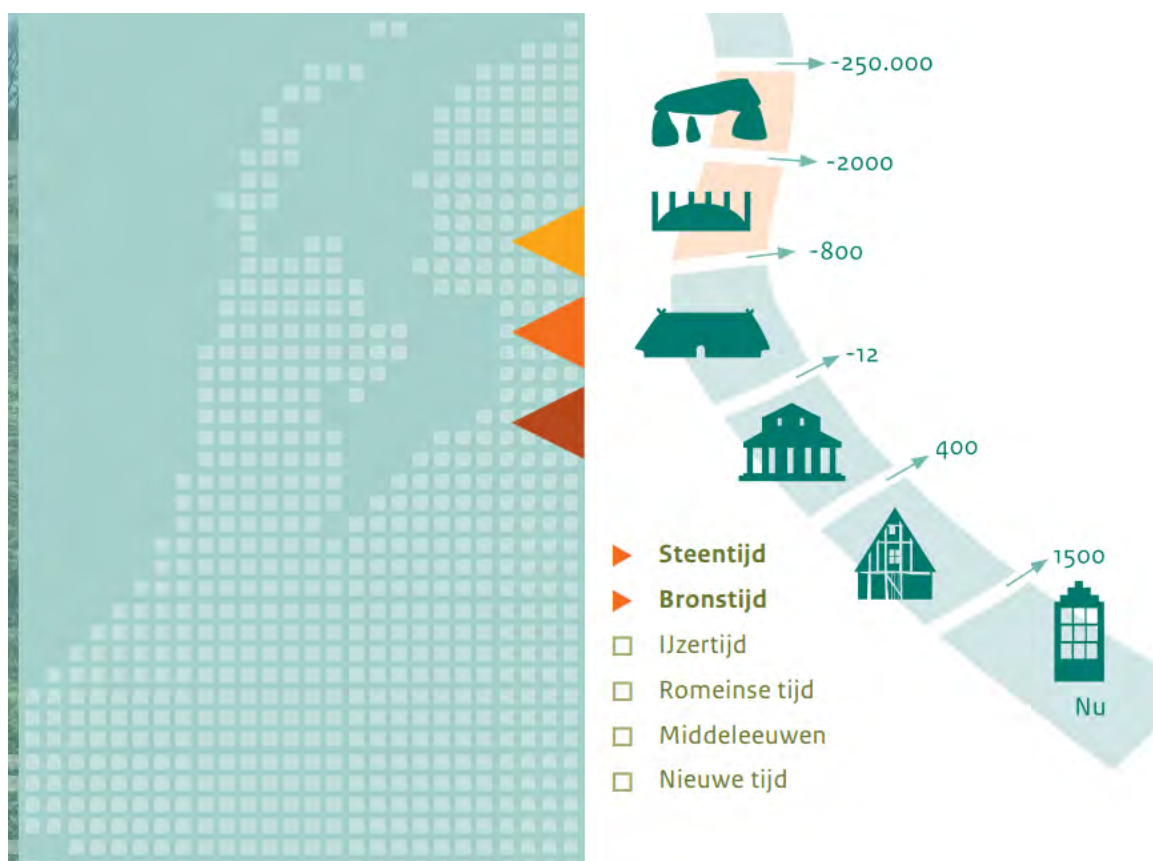 -250.000
-2000
-800
-12
400
1500
Nu
Steentijd
Bronstijd
IJzertijd
Romeinse tijd
Middeleeuwen
Nieuwe tijd